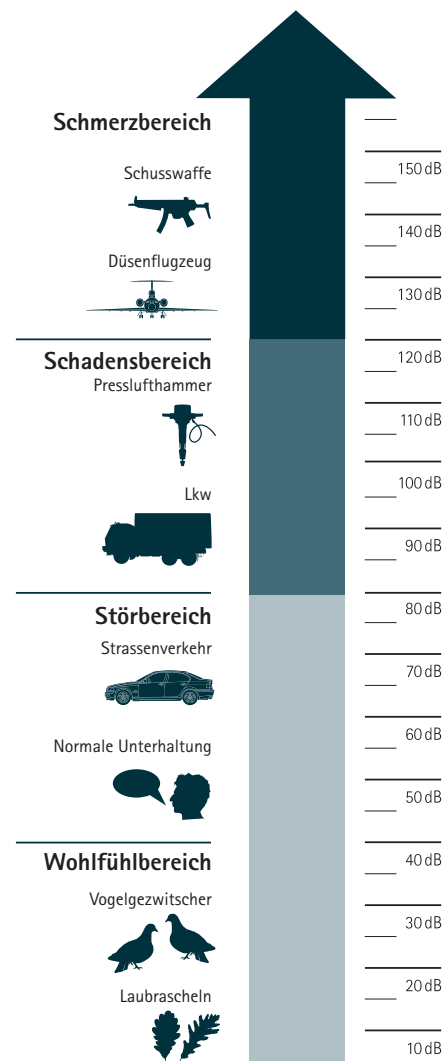 Schmerzbereich
Schusswaffe
Düsenflugzeug
Schadensbereich
Presslufthammer
Lkw
Störbereich
Strassenverkehr
Normale Unterhaltung
Wohlfühlbereich
Vogelgezwitscher
Laubrascheln
150 dB
140 dB
130 dB
120 dB
110 dB
100 dB
90 dB
80 dB
70 dB
60 dB
50 dB
40 dB
30 dB
20 dB
10 dB